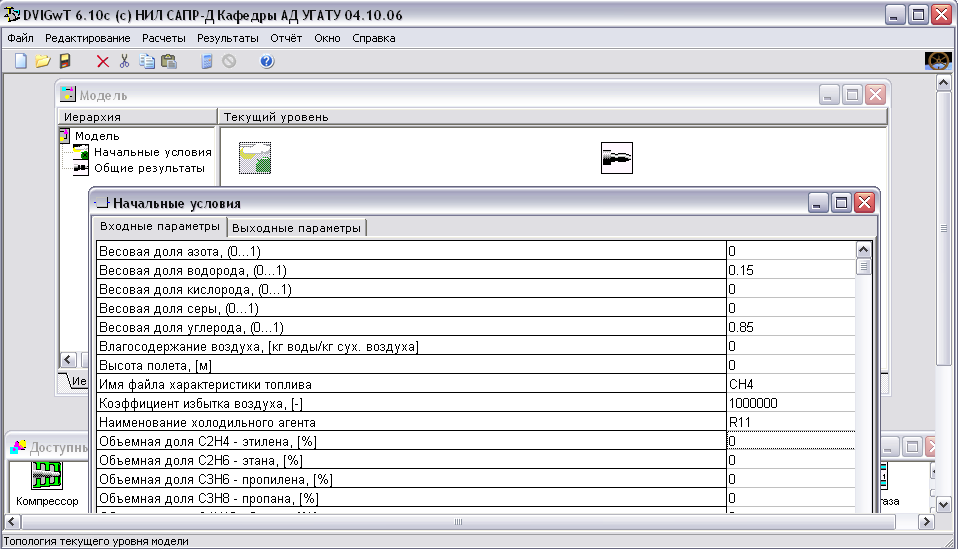 DVIGwT 6.10c (c) НИЛ САПР-Д Кафедры АД УГАТУ 04.10.06
Файл Редактирование Расчеты Результаты Отчёт Окно Справка
Модель
Иерархия Текущий уровень
Модель
Начальные условия
Общие результаты
Начальные условия
Входные параметры Выходные параметры
Весовая доля азота, (0...1) 0
Весовая доля водорода, (0...1) 0.15
Весовая доля кислорода, (0...1) 0
Весовая доля серы, (0...1) 0
Весовая доля углерода, (0...1) 0.85
Влагосодержание воздуха, [кг воды/кг сух. воздуха] 0
Высота полета, [м] 0
Имя файла характеристики топлива CH4
Коэффициент избытка воздуха, [-] 1000000
Наименование холодильного агента R11
Объемная доля C2H4 - этилена, [%] 0
Объемная доля C2H6 - этана, [%] 0
Объемная доля C3H6 - пропилена, [%] 0
Объемная доля C3H8 - пропана, [%] 0
Ие
Доступны
Компрессор
газа
Топология текущего уровня модели